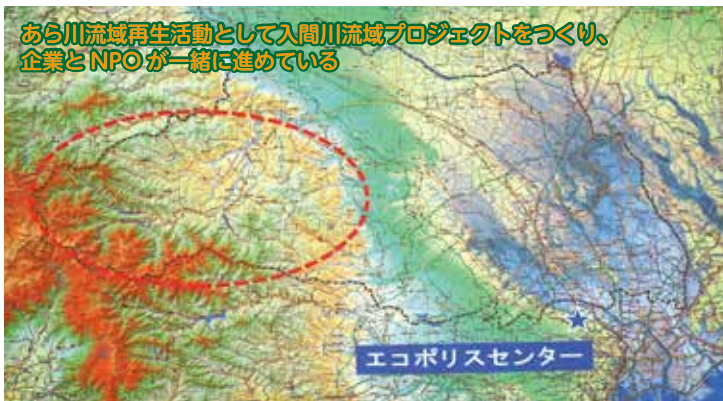 あら川流域再生活動として入間川流域プロジェクトをつくり、
企業とNPOが一緒に進めている
エコポリスセンター